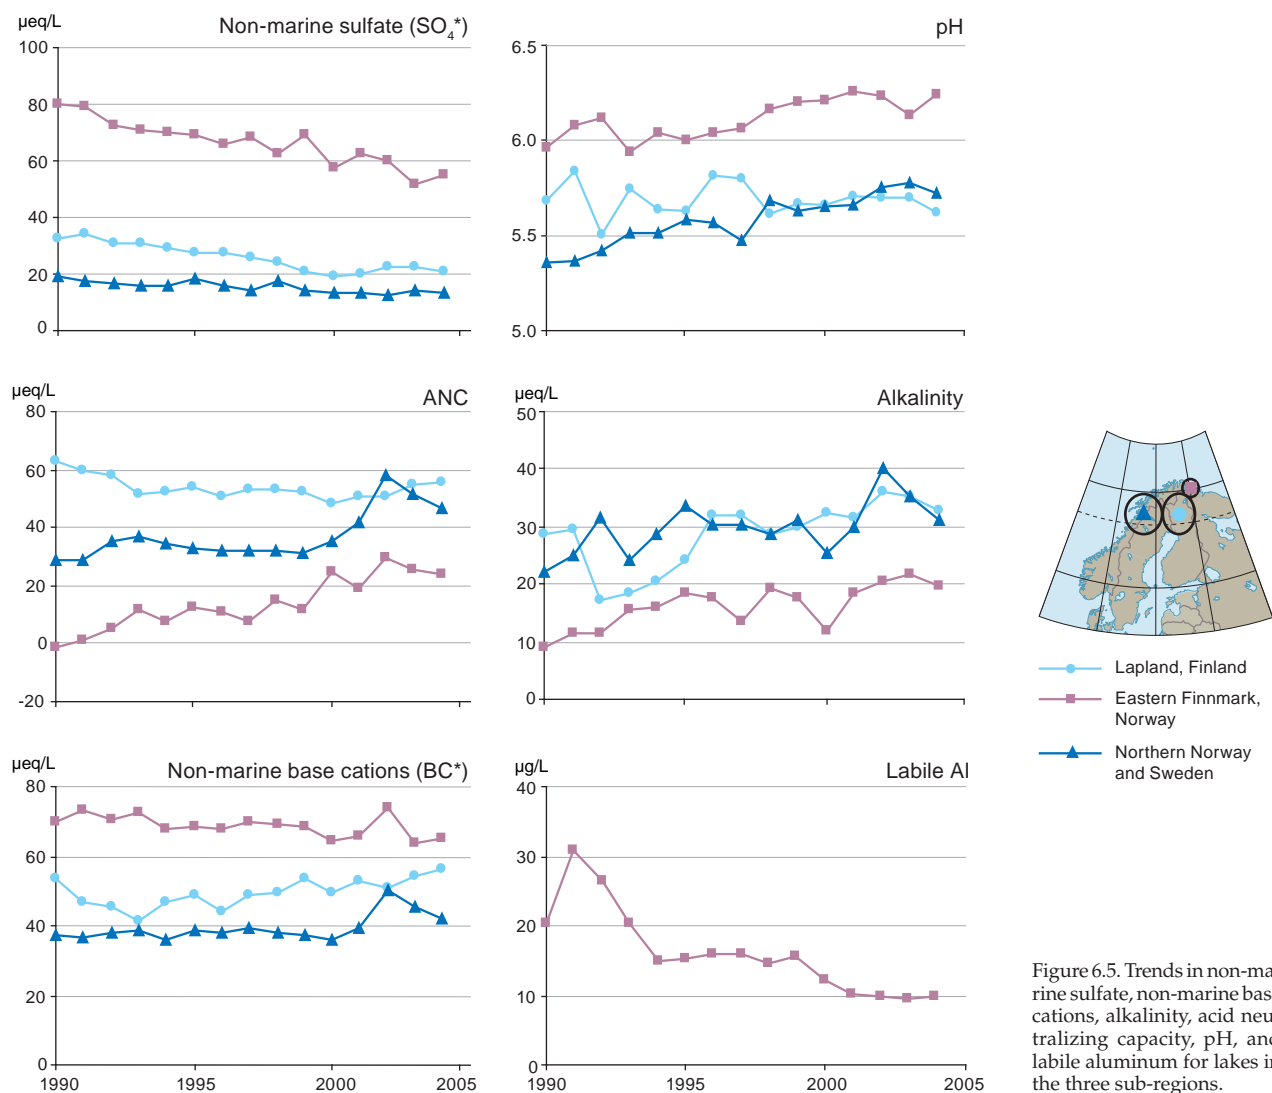 µeq/L
Non-marine sulfate (SO₄*)
100
80
60
40
20
0
pH
6.5
6.0
5.5
5.0
µeq/L
ANC
80
60
40
20
0
-20
µeq/L
Alkalinity
50
40
30
20
10
0
µeq/L
Non-marine base cations (BC*)
80
60
40
20
0
1990 1995 2000 2005
µg/L
Labile Al
40
30
20
10
0
1990 1995 2000 2005
Lapland, Finland
Eastern Finnmark,
Norway
Northern Norway
and Sweden
Figure 6.5. Trends in non-ma
rine sulfate, non-marine bas
cations, alkalinity, acid neu
tralizing capacity, pH, and
labile aluminum for lakes in
the three sub-regions.